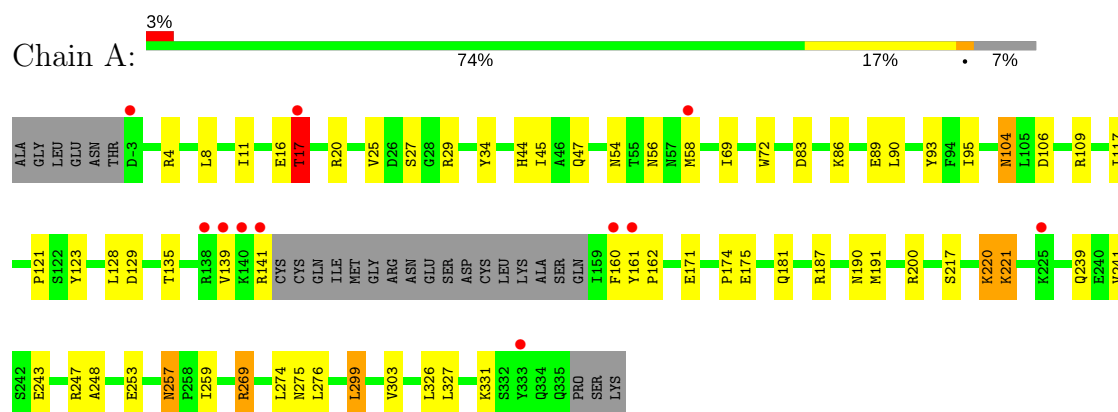 3%
Chain A:
74% 17% • 7%
ALA GLY LEU GLU ASN THR D-3 R4 L8 I11 E16 T17 R20 V25 D26 S27 G28 R29 Y34 H44 I45 A46 Q47 N54 T55 N56 N57 M58 I69 W72 D83 K86 E89 L90 Y93 F94 I95 N104 L105 D106 R109 I117
P121 S122 Y123 L128 D129 T135 R138 V139 K140 R141 CYS CYS GLN ILE MET GLY ARG ASN GLU SER ASP CYS LEU LYS ALA SER GLN I159 F160 Y161 P162 E171 P174 E175 Q181 R187 N190 M191 R200 S217 K220 K221 K225 Q239 E240 V241
S242 E243 R247 A248 E253 N257 P258 I259 R269 L274 N275 L276 L299 V303 L326 L327 K331 S332 Y333 Q334 Q335 PRO SER LYS